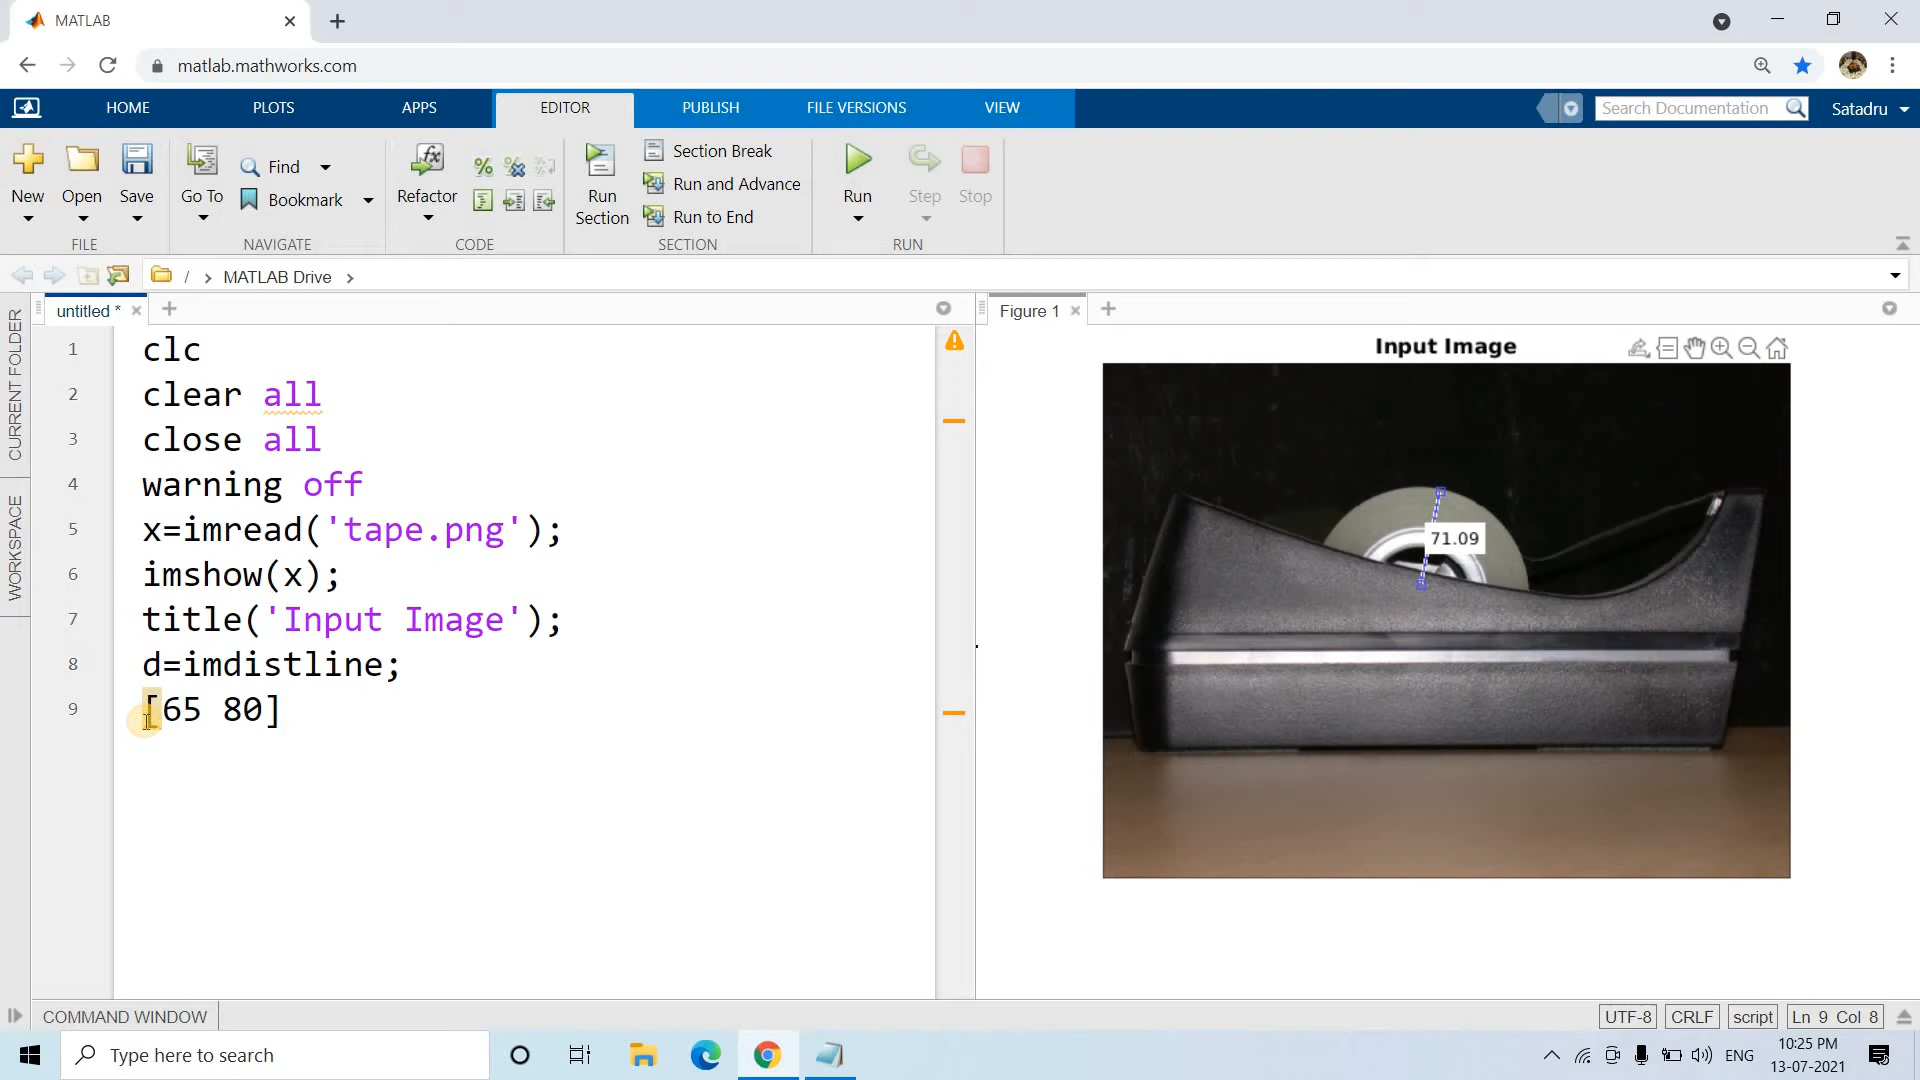 MATLAB
matlab.mathworks.com
HOME PLOTS APPS EDITOR PUBLISH FILE VERSIONS VIEW
Search Documentation
Satadru
New Open Save
FILE
Go To
Find
Bookmark
NAVIGATE
Refactor
CODE
Run Section
Section Break
Run and Advance
Run to End
SECTION
Run Step Stop
RUN
/ > MATLAB Drive >
CURRENT FOLDER
WORKSPACE
untitled *
1 clc
2 clear all
3 close all
4 warning off
5 x=imread('tape.png');
6 imshow(x);
7 title('Input Image');
8 d=imdistline;
9 [65 80]
Figure 1
Input Image
71.09
COMMAND WINDOW
UTF-8 CRLF script Ln 9 Col 8
Type here to search
ENG
10:25 PM
13-07-2021